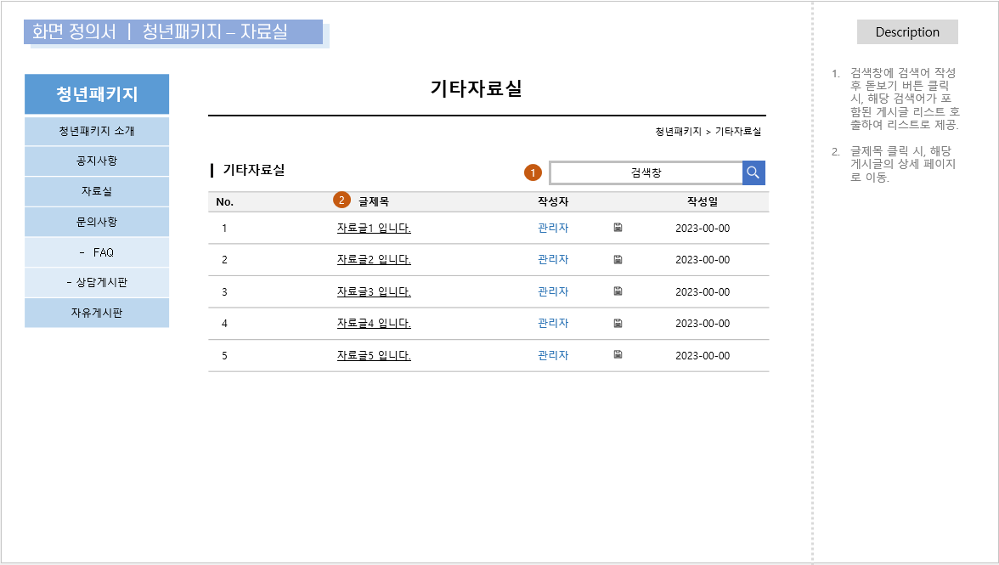 화면 정의서 ㅣ 청년패키지 – 자료실
청년패키지
청년패키지 소개
공지사항
자료실
문의사항
- FAQ
- 상담게시판
자유게시판
기타자료실
청년패키지 > 기타자료실
기타자료실
1 검색창
No. 2 글제목 작성자 작성일
1 자료글1 입니다. 관리자 2023-00-00
2 자료글2 입니다. 관리자 2023-00-00
3 자료글3 입니다. 관리자 2023-00-00
4 자료글4 입니다. 관리자 2023-00-00
5 자료글5 입니다. 관리자 2023-00-00
Description
1. 검색창에 검색어 작성
후 돋보기 버튼 클릭
시, 해당 검색어가 포
함된 게시글 리스트 호
출하여 리스트로 제공.
2. 글제목 클릭 시, 해당
게시글의 상세 페이지
로 이동.